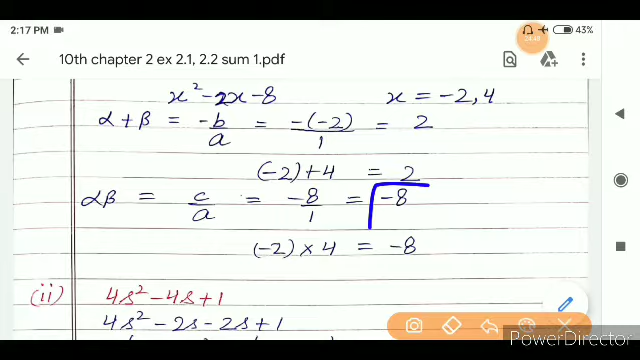 2:17 PM 43%
10th chapter 2 ex 2.1, 2.2 sum 1.pdf
x² - 2x - 8 x = -2, 4
α + β = -b/a = -(-2)/1 = 2
(-2) + 4 = 2
αβ = c/a = -8/1 = -8
(-2) × 4 = -8
(ii) 4s² - 4s + 1
4s² - 2s - 2s + 1
PowerDirector